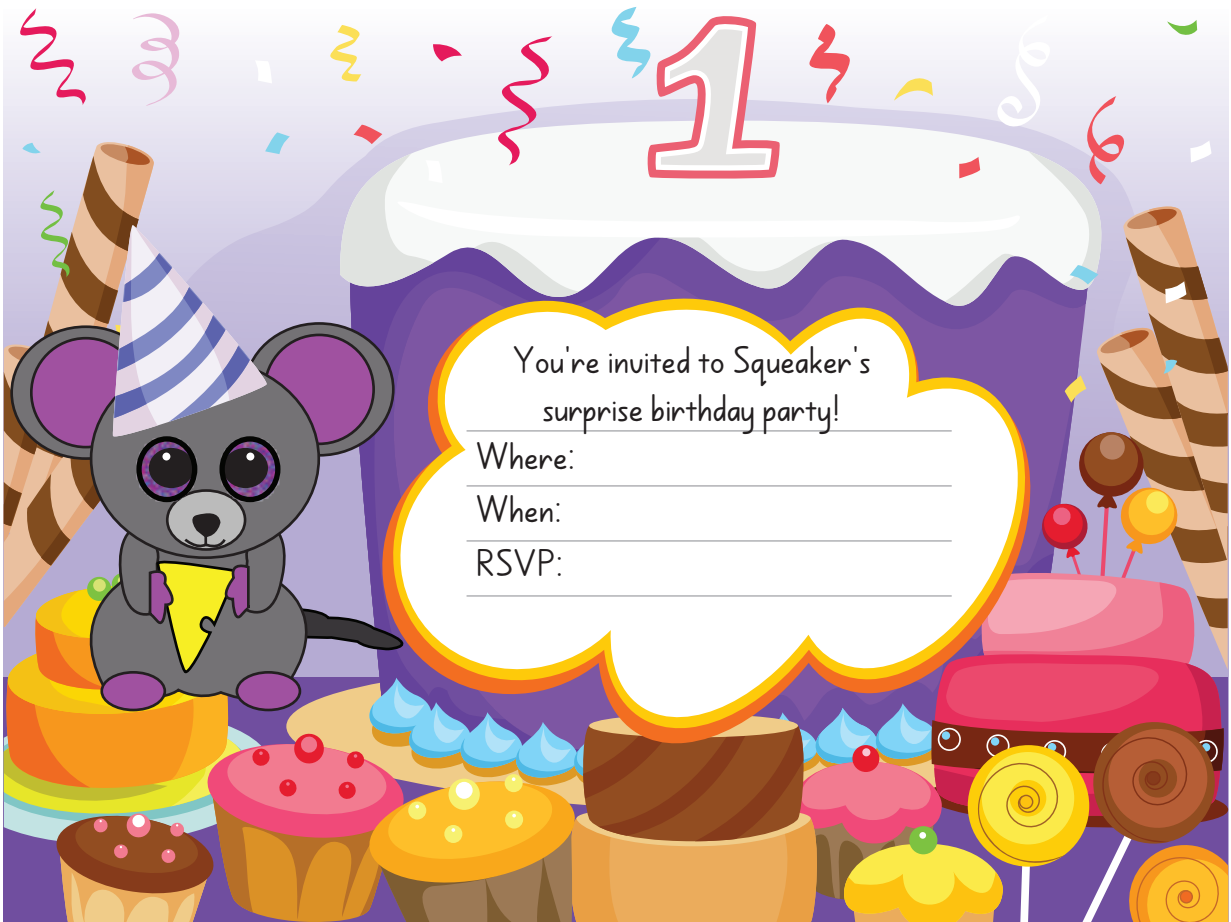 1
You're invited to Squeaker's
surprise birthday party!
Where:
When:
RSVP: